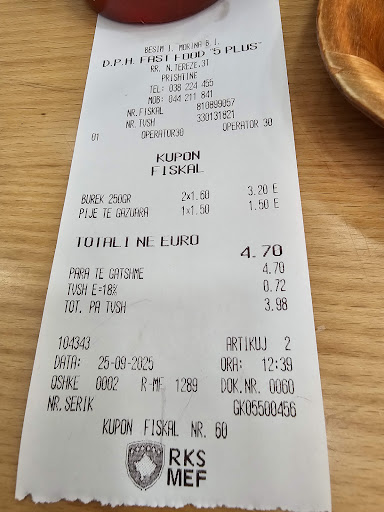 BESIM I. MORINA B.I.
D.P.H. FAST FOOD "5 PLUS"
RR. N.TEREZE.31
PRISHTINE
TEL: 038 224 455
MOB: 044 211 841
NR.FISKAL 810899057
NR.TVSH 330131821
01 OPERATOR30 OPERATOR 30
KUPON
FISKAL
BUREK 250GR 2x1.60 3.20 E
PIJE TE GAZUARA 1x1.50 1.50 E
TOTALI NE EURO 4.70
PARA TE GATSHME 4.70
TVSH E=18% 0.72
TOT. PA TVSH 3.98
104343 ARTIKUJ 2
DATA: 25-09-2025 ORA: 12:39
OSHKE 0002 R-MF 1289 DOK.NR. 0060
NR.SERIK GK05500456
KUPON FISKAL NR. 60
RKS
MEF